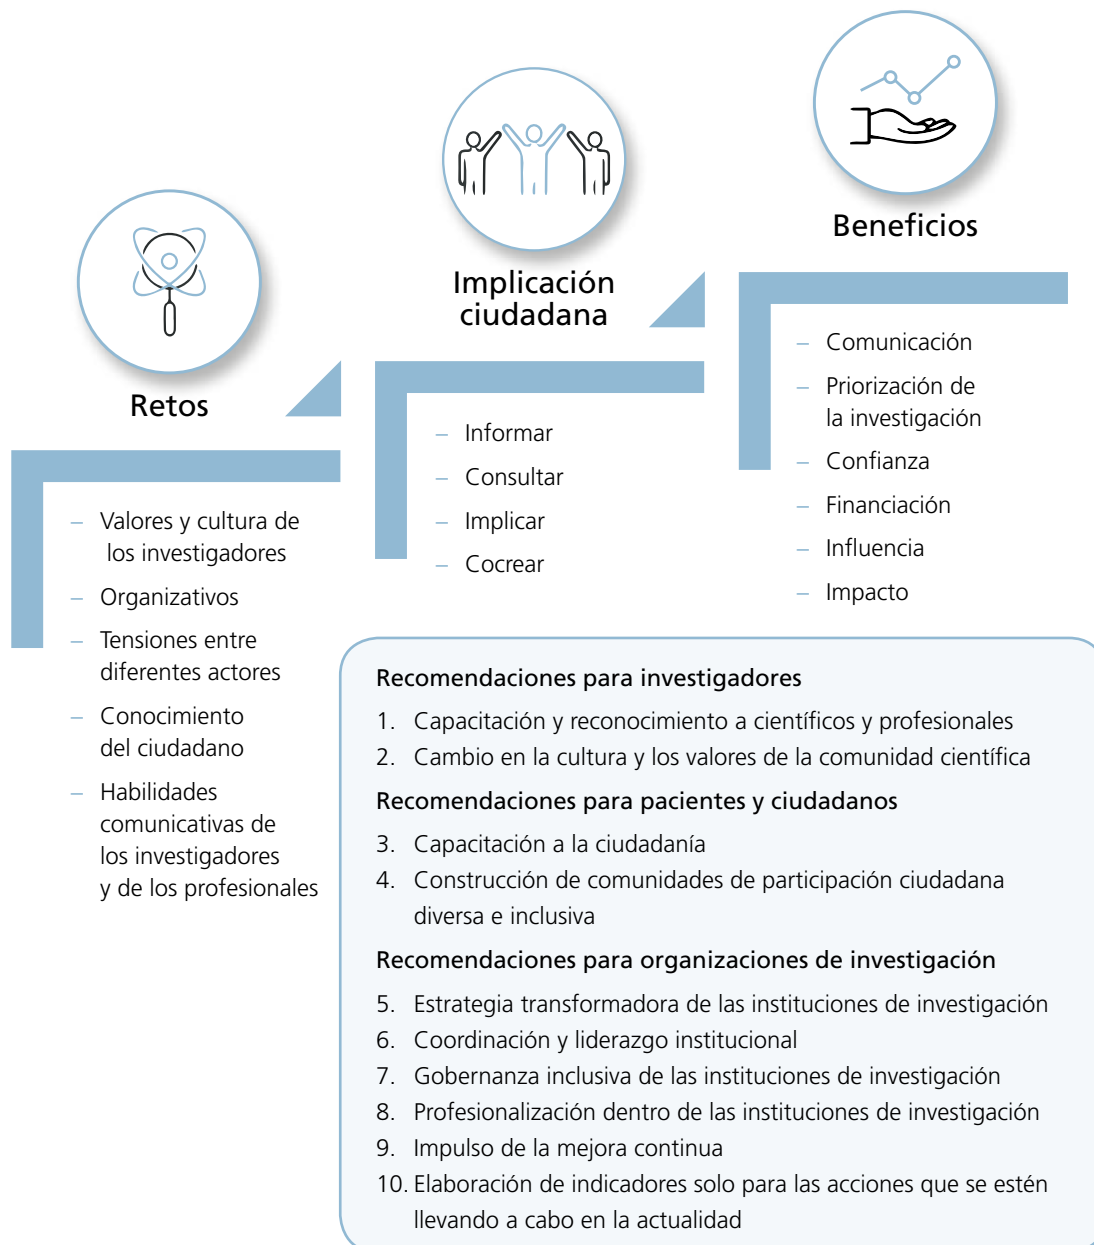 Retos
– Valores y cultura de
los investigadores
– Organizativos
– Tensiones entre
diferentes actores
– Conocimiento
del ciudadano
– Habilidades
comunicativas de
los investigadores
y de los profesionales
Implicación
ciudadana
– Informar
– Consultar
– Implicar
– Cocrear
Beneficios
– Comunicación
– Priorización de
la investigación
– Confianza
– Financiación
– Influencia
– Impacto
Recomendaciones para investigadores
1. Capacitación y reconocimiento a científicos y profesionales
2. Cambio en la cultura y los valores de la comunidad científica
Recomendaciones para pacientes y ciudadanos
3. Capacitación a la ciudadanía
4. Construcción de comunidades de participación ciudadana
diversa e inclusiva
Recomendaciones para organizaciones de investigación
5. Estrategia transformadora de las instituciones de investigación
6. Coordinación y liderazgo institucional
7. Gobernanza inclusiva de las instituciones de investigación
8. Profesionalización dentro de las instituciones de investigación
9. Impulso de la mejora continua
10. Elaboración de indicadores solo para las acciones que se estén
llevando a cabo en la actualidad